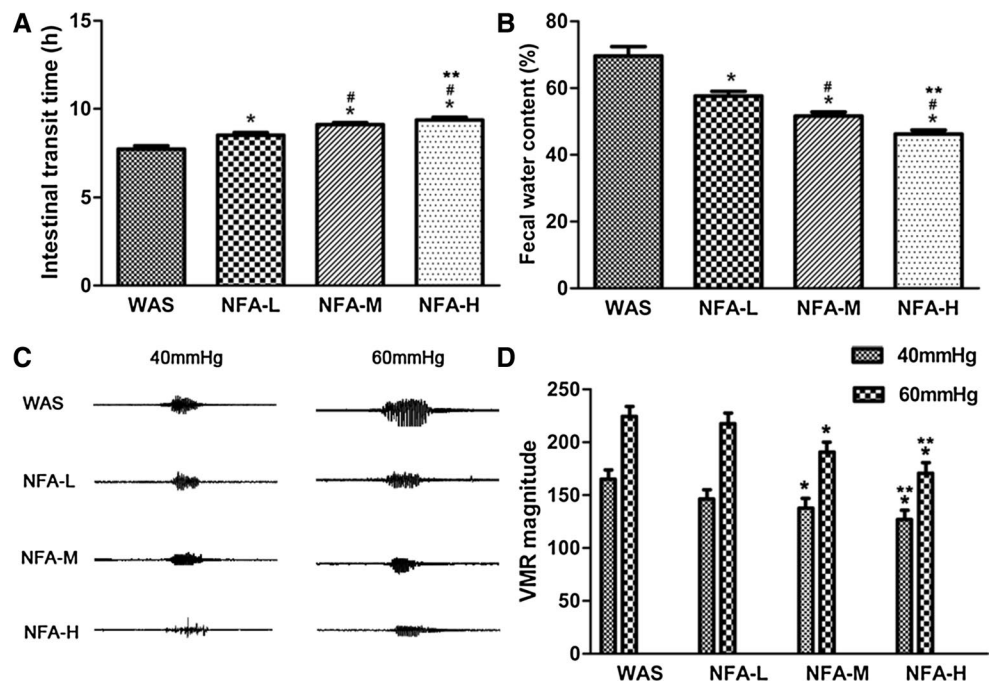 A
Intestinal transit time (h)
15
10
5
0
*
#
*
**
#
*
WAS NFA-L NFA-M NFA-H
B
Fecal water content (%)
80
60
40
20
0
*
#
*
**
#
*
WAS NFA-L NFA-M NFA-H
C
40mmHg 60mmHg
WAS
NFA-L
NFA-M
NFA-H
D
40mmHg
60mmHg
VMR magnitude
250
200
150
100
50
0
*
*
**
*
**
*
WAS NFA-L NFA-M NFA-H